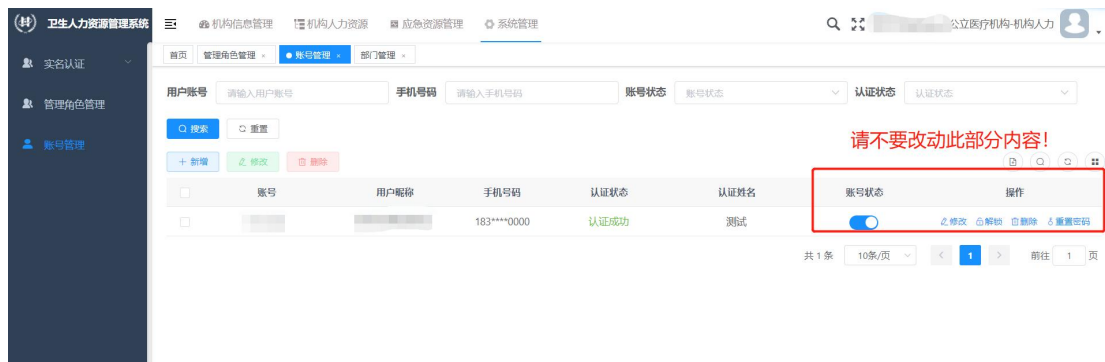 卫生人力资源管理系统
机构信息管理 机构人力资源 应急资源管理 系统管理
公立医疗机构-机构人力
首页 管理角色管理 × 账号管理 × 部门管理 ×
实名认证
管理角色管理
账号管理
用户账号 请输入用户账号 手机号码 请输入手机号码 账号状态 账号状态 认证状态 认证状态
搜索 重置
请不要改动此部分内容!
+ 新增 修改 删除
账号 用户昵称 手机号码 认证状态 认证姓名 账号状态 操作
183****0000 认证成功 测试 修改 解锁 删除 重置密码
共 1 条 10条/页 < 1 > 前往 1 页